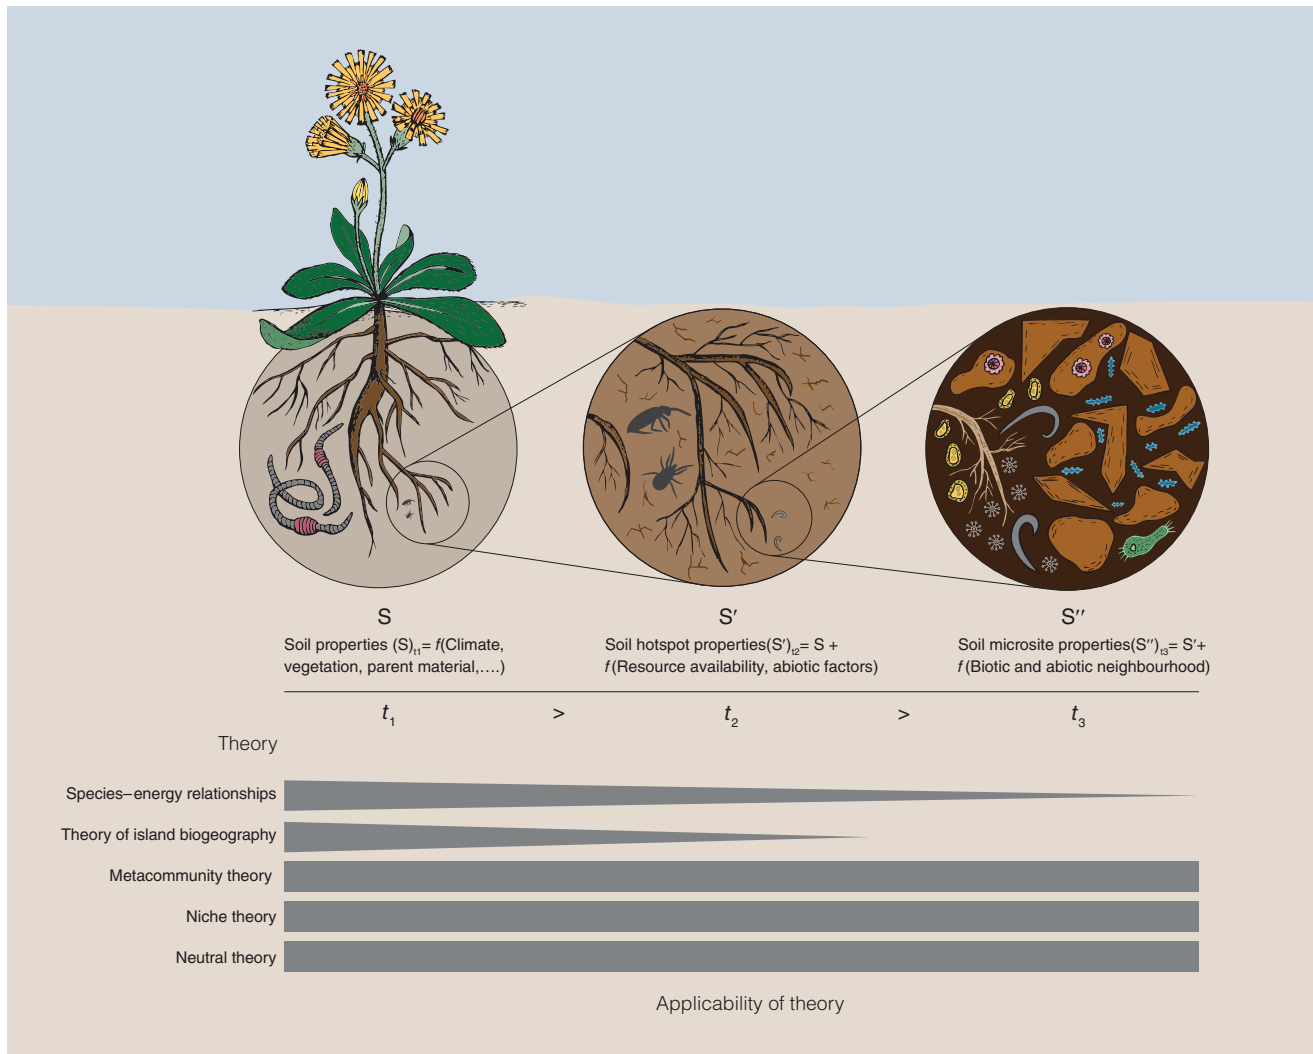 S
Soil properties (S)t1= f(Climate,
vegetation, parent material,....)
S′
Soil hotspot properties(S′)t2= S +
f(Resource availability, abiotic factors)
S′′
Soil microsite properties(S′′)t3= S′+
f(Biotic and abiotic neighbourhood)
t1 > t2 > t3
Theory
Species–energy relationships
Theory of island biogeography
Metacommunity theory
Niche theory
Neutral theory
Applicability of theory